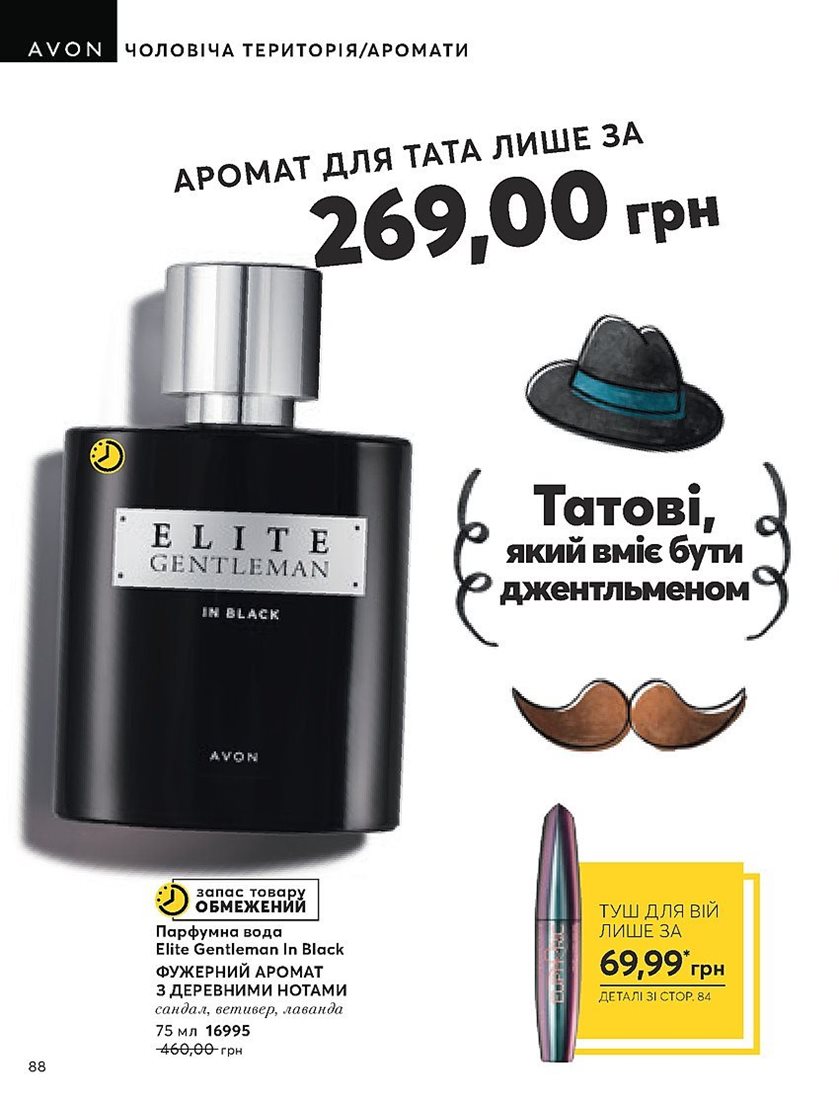 AVON
ЧОЛОВІЧА ТЕРИТОРІЯ/АРОМАТИ
АРОМАТ ДЛЯ ТАТА ЛИШЕ ЗА
269,00 грн
ELITE
GENTLEMAN
IN BLACK
AVON
Татові,
який вміє бути
джентльменом
запас товару
ОБМЕЖЕНИЙ
Парфумна вода
Elite Gentleman In Black
ФУЖЕРНИЙ АРОМАТ
З ДЕРЕВНИМИ НОТАМИ
сандал, ветивер, лаванда
75 мл 16995
460,00 грн
ТУШ ДЛЯ ВІЙ
ЛИШЕ ЗА
69,99* грн
ДЕТАЛІ ЗІ СТОР. 84
88